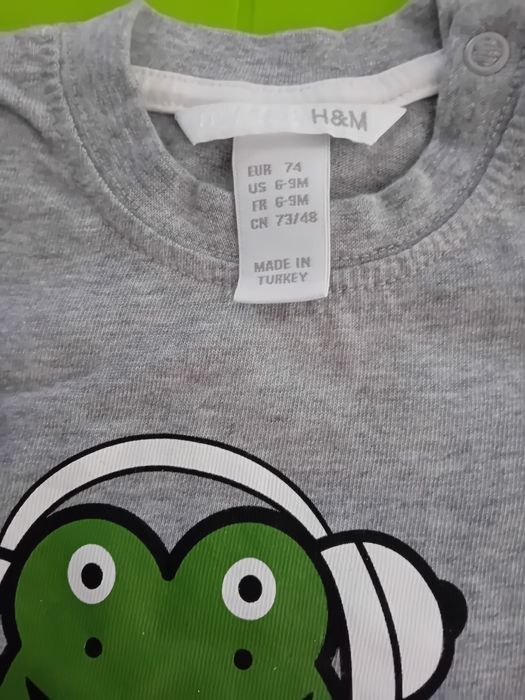 H&M
EUR 74
US 6-9M
FR 6-9M
CN 73/48
MADE IN
TURKEY